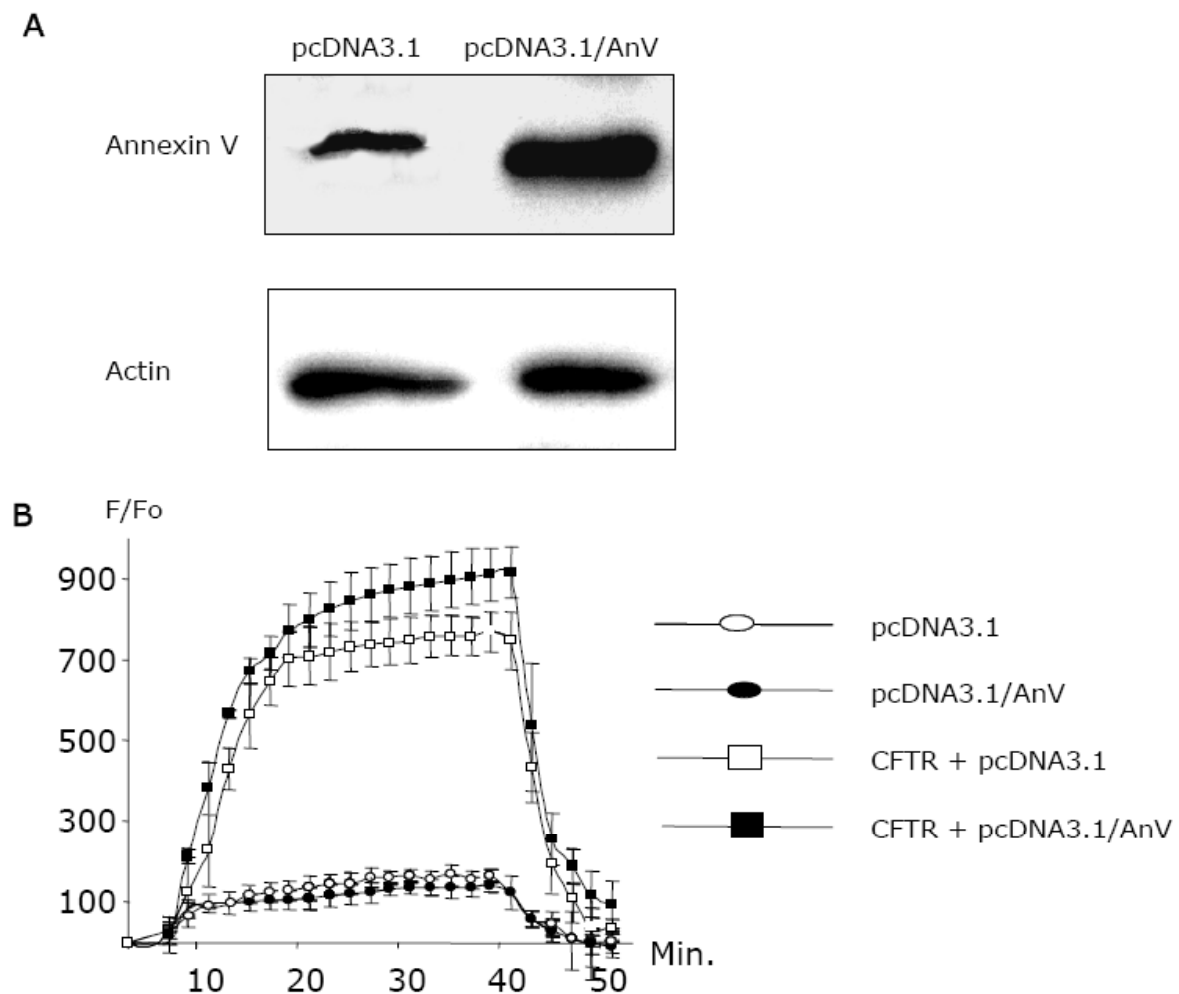 A
pcDNA3.1 pcDNA3.1/AnV
Annexin V
Actin
B
F/Fo
900
700
500
300
100
10 20 30 40 50
Min.
pcDNA3.1
pcDNA3.1/AnV
CFTR + pcDNA3.1
CFTR + pcDNA3.1/AnV